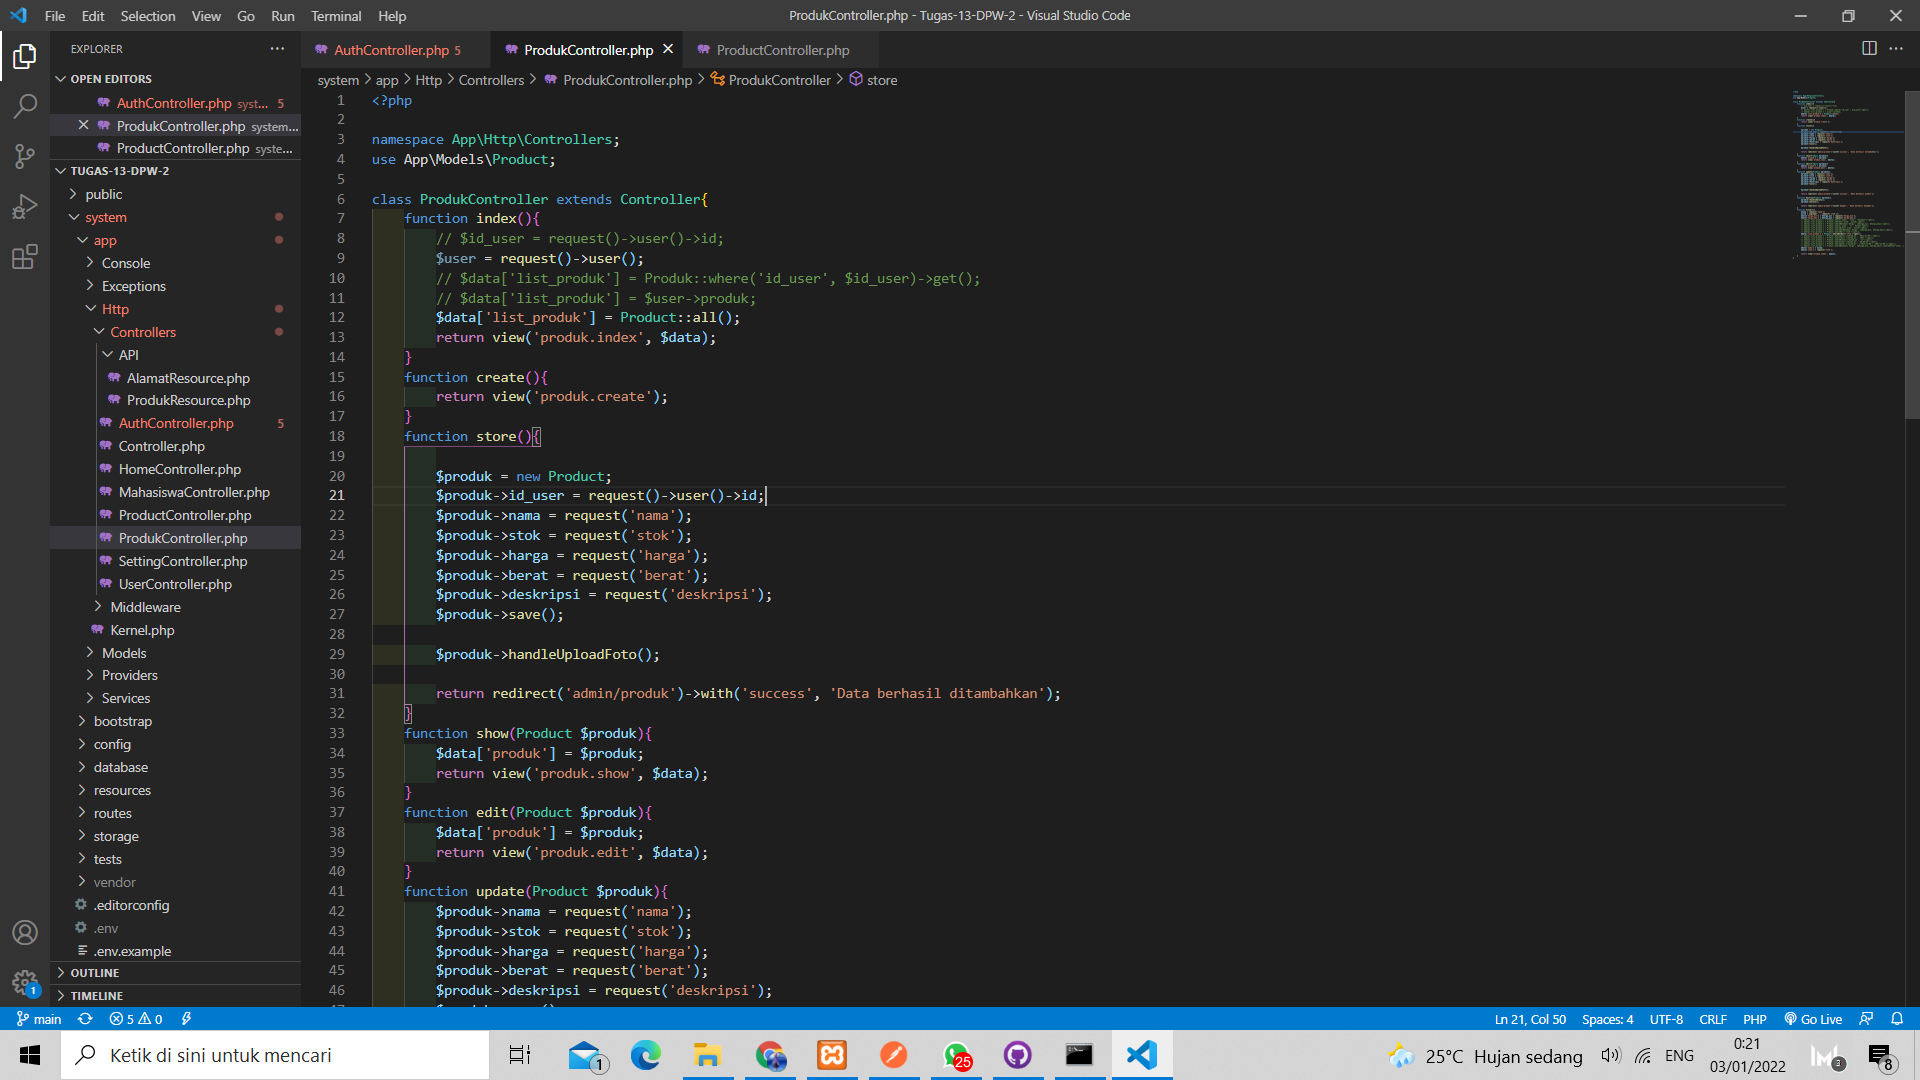 File Edit Selection View Go Run Terminal Help
ProdukController.php - Tugas-13-DPW-2 - Visual Studio Code
EXPLORER
OPEN EDITORS
AuthController.php syst... 5
ProdukController.php system...
ProductController.php syste...
TUGAS-13-DPW-2
public
system
app
Console
Exceptions
Http
Controllers
API
AlamatResource.php
ProdukResource.php
AuthController.php 5
Controller.php
HomeController.php
MahasiswaController.php
ProductController.php
ProdukController.php
SettingController.php
UserController.php
Middleware
Kernel.php
Models
Providers
Services
bootstrap
config
database
resources
routes
storage
tests
vendor
.editorconfig
.env
.env.example
OUTLINE
TIMELINE
1
AuthController.php 5
ProdukController.php
ProductController.php
system > app > Http > Controllers > ProdukController.php > ProdukController > store
1 <?php
2
3 namespace App\Http\Controllers;
4 use App\Models\Product;
5
6 class ProdukController extends Controller{
7 function index(){
8 // $id_user = request()->user()->id;
9 $user = request()->user();
10 // $data['list_produk'] = Produk::where('id_user', $id_user)->get();
11 // $data['list_produk'] = $user->produk;
12 $data['list_produk'] = Product::all();
13 return view('produk.index', $data);
14 }
15 function create(){
16 return view('produk.create');
17 }
18 function store(){
19
20 $produk = new Product;
21 $produk->id_user = request()->user()->id;
22 $produk->nama = request('nama');
23 $produk->stok = request('stok');
24 $produk->harga = request('harga');
25 $produk->berat = request('berat');
26 $produk->deskripsi = request('deskripsi');
27 $produk->save();
28
29 $produk->handleUploadFoto();
30
31 return redirect('admin/produk')->with('success', 'Data berhasil ditambahkan');
32 }
33 function show(Product $produk){
34 $data['produk'] = $produk;
35 return view('produk.show', $data);
36 }
37 function edit(Product $produk){
38 $data['produk'] = $produk;
39 return view('produk.edit', $data);
40 }
41 function update(Product $produk){
42 $produk->nama = request('nama');
43 $produk->stok = request('stok');
44 $produk->harga = request('harga');
45 $produk->berat = request('berat');
46 $produk->deskripsi = request('deskripsi');
main 5 0
Ln 21, Col 50 Spaces: 4 UTF-8 CRLF PHP Go Live
Ketik di sini untuk mencari
1
25
25°C Hujan sedang
ENG
0:21
03/01/2022
3
8